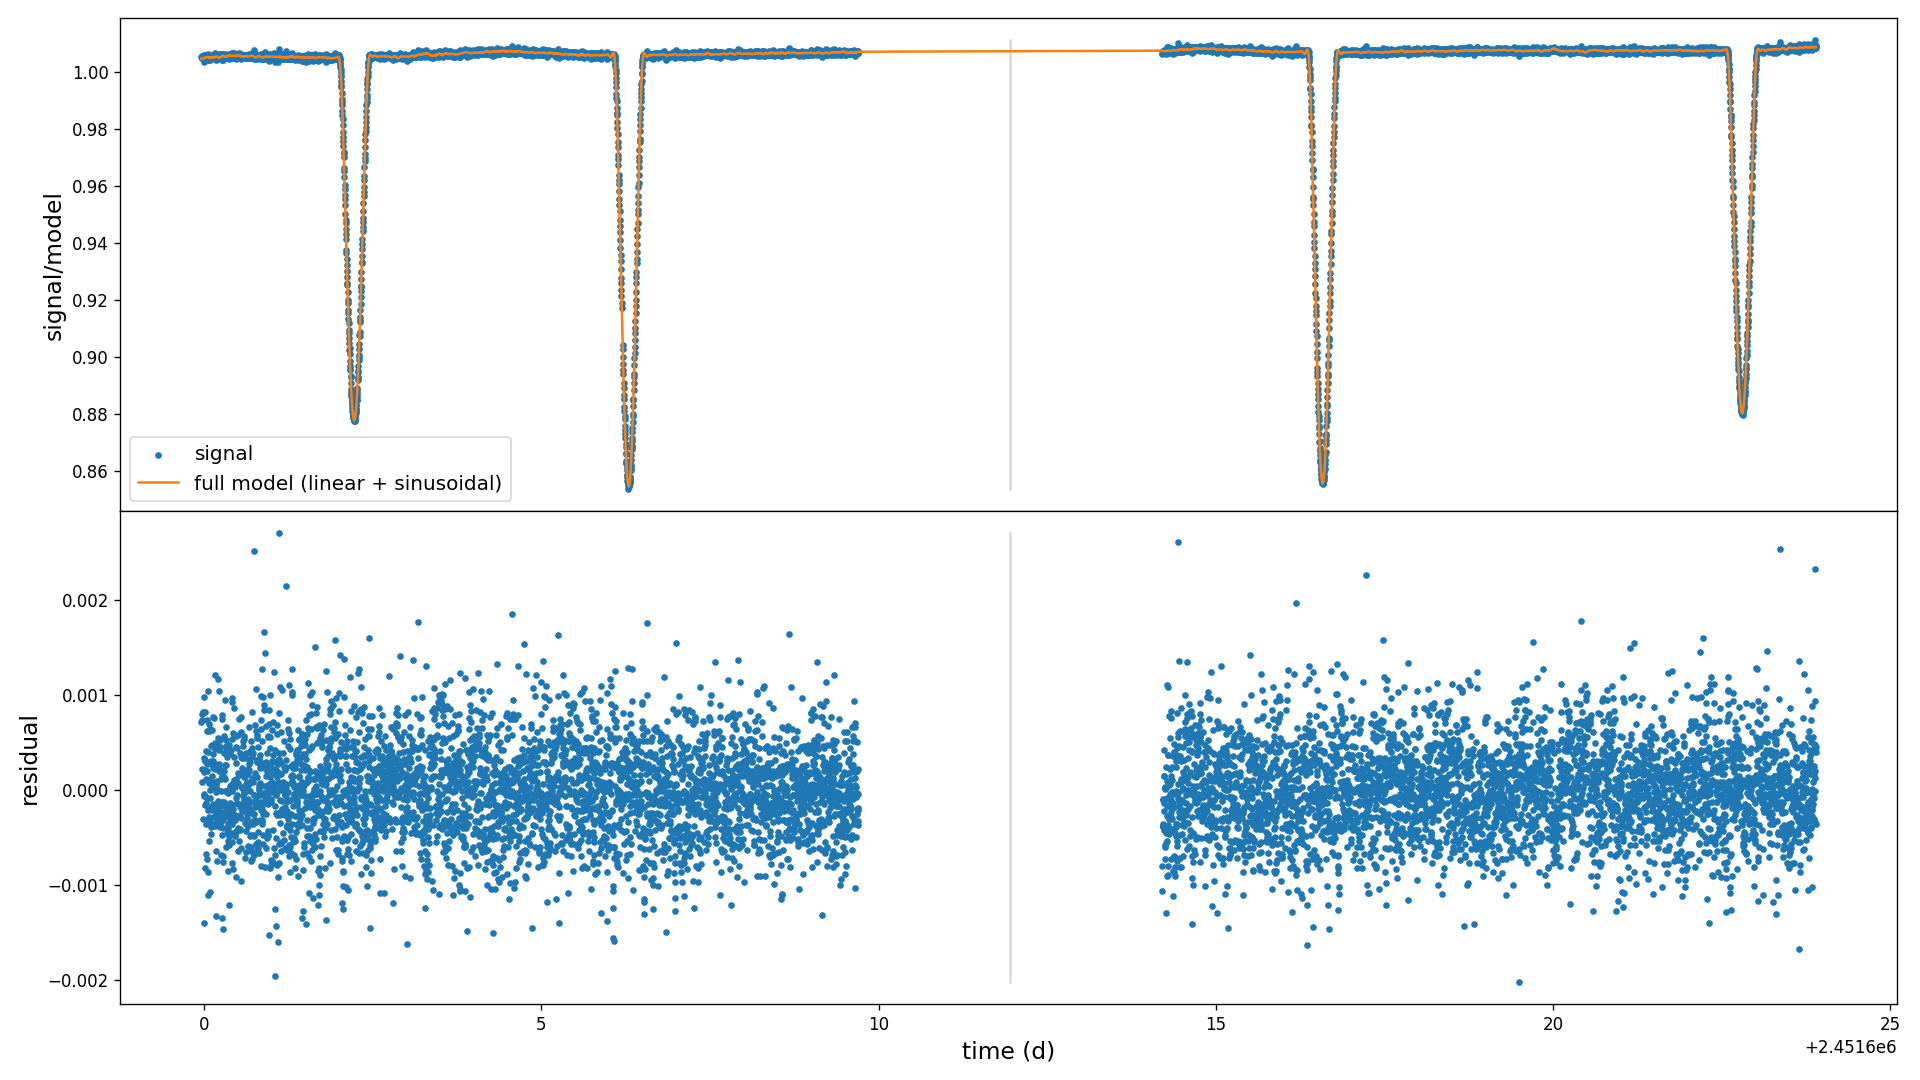 1.00
0.98
0.96
0.94
0.92
0.90
0.88
0.86
signal/model
signal
full model (linear + sinusoidal)
0.002
0.001
0.000
−0.001
−0.002
residual
0 5 10 15 20 25
time (d)
+2.4516e6